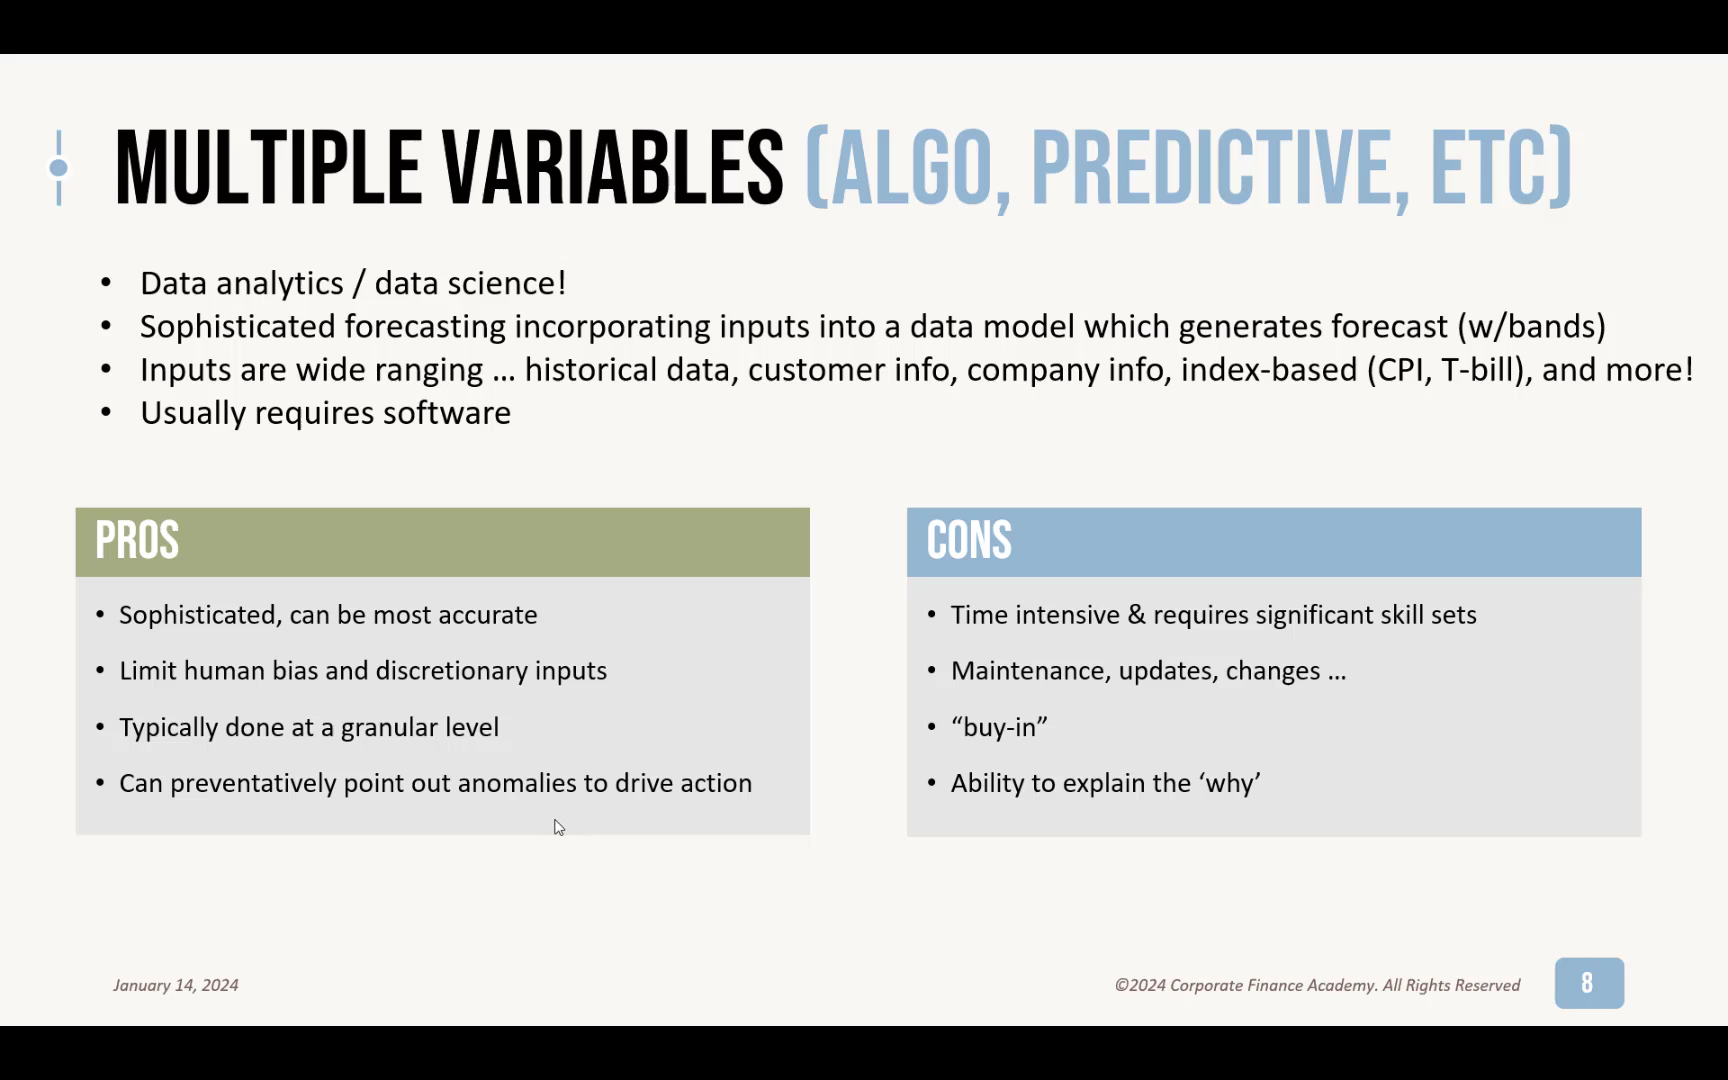 MULTIPLE VARIABLES (ALGO, PREDICTIVE, ETC)
• Data analytics / data science!
• Sophisticated forecasting incorporating inputs into a data model which generates forecast (w/bands)
• Inputs are wide ranging … historical data, customer info, company info, index-based (CPI, T-bill), and more!
• Usually requires software
PROS
• Sophisticated, can be most accurate
• Limit human bias and discretionary inputs
• Typically done at a granular level
• Can preventatively point out anomalies to drive action
CONS
• Time intensive & requires significant skill sets
• Maintenance, updates, changes …
• “buy-in”
• Ability to explain the ‘why’
January 14, 2024
©2024 Corporate Finance Academy. All Rights Reserved
8